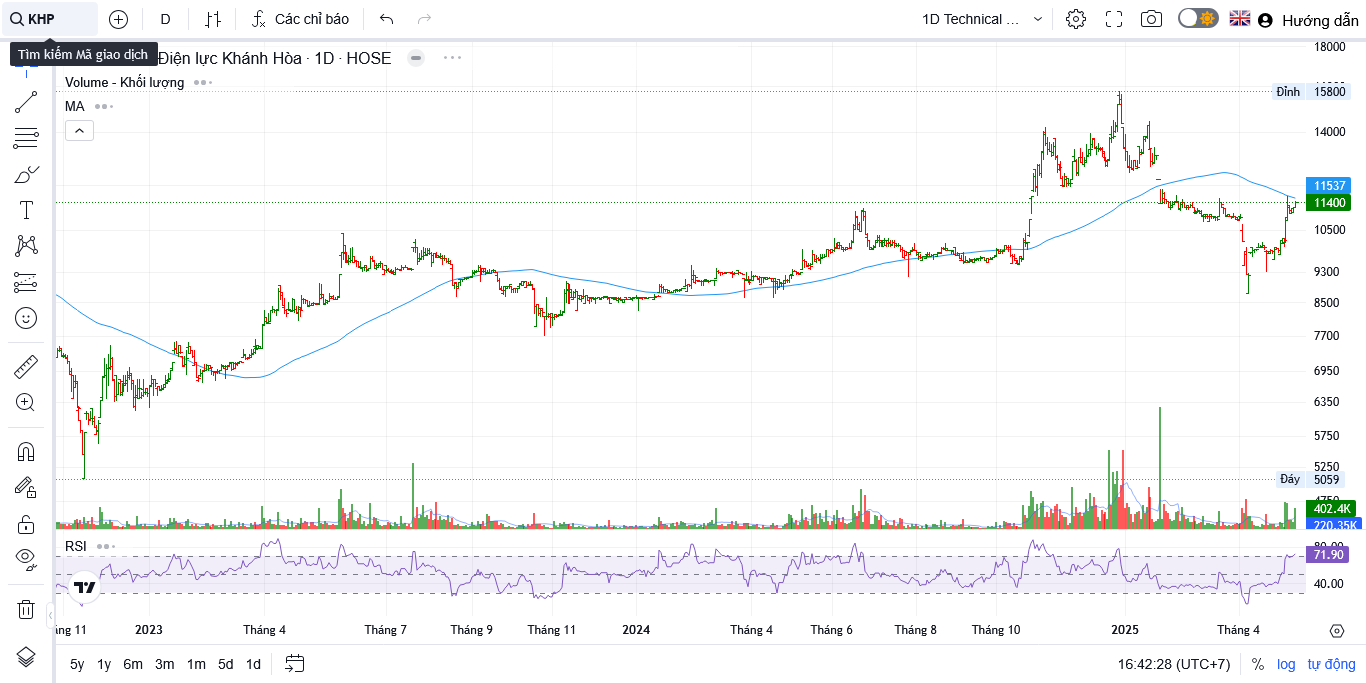 KHP
D
Các chỉ báo
1D Technical ...
Hướng dẫn
Tìm kiếm Mã giao dịch
Điện lực Khánh Hòa · 1D · HOSE
Volume - Khối lượng
MA
18000
Đỉnh 15800
14000
11537
11400
10500
9300
8500
7700
6950
6350
5750
5250
Đáy 5059
402.4K
220.35K
RSI
80.00
71.90
40.00
ng 11 2023 Tháng 4 Tháng 7 Tháng 9 Tháng 11 2024 Tháng 4 Tháng 6 Tháng 8 Tháng 10 2025 Tháng 4
5y 1y 6m 3m 1m 5d 1d
16:42:28 (UTC+7) % log tự động